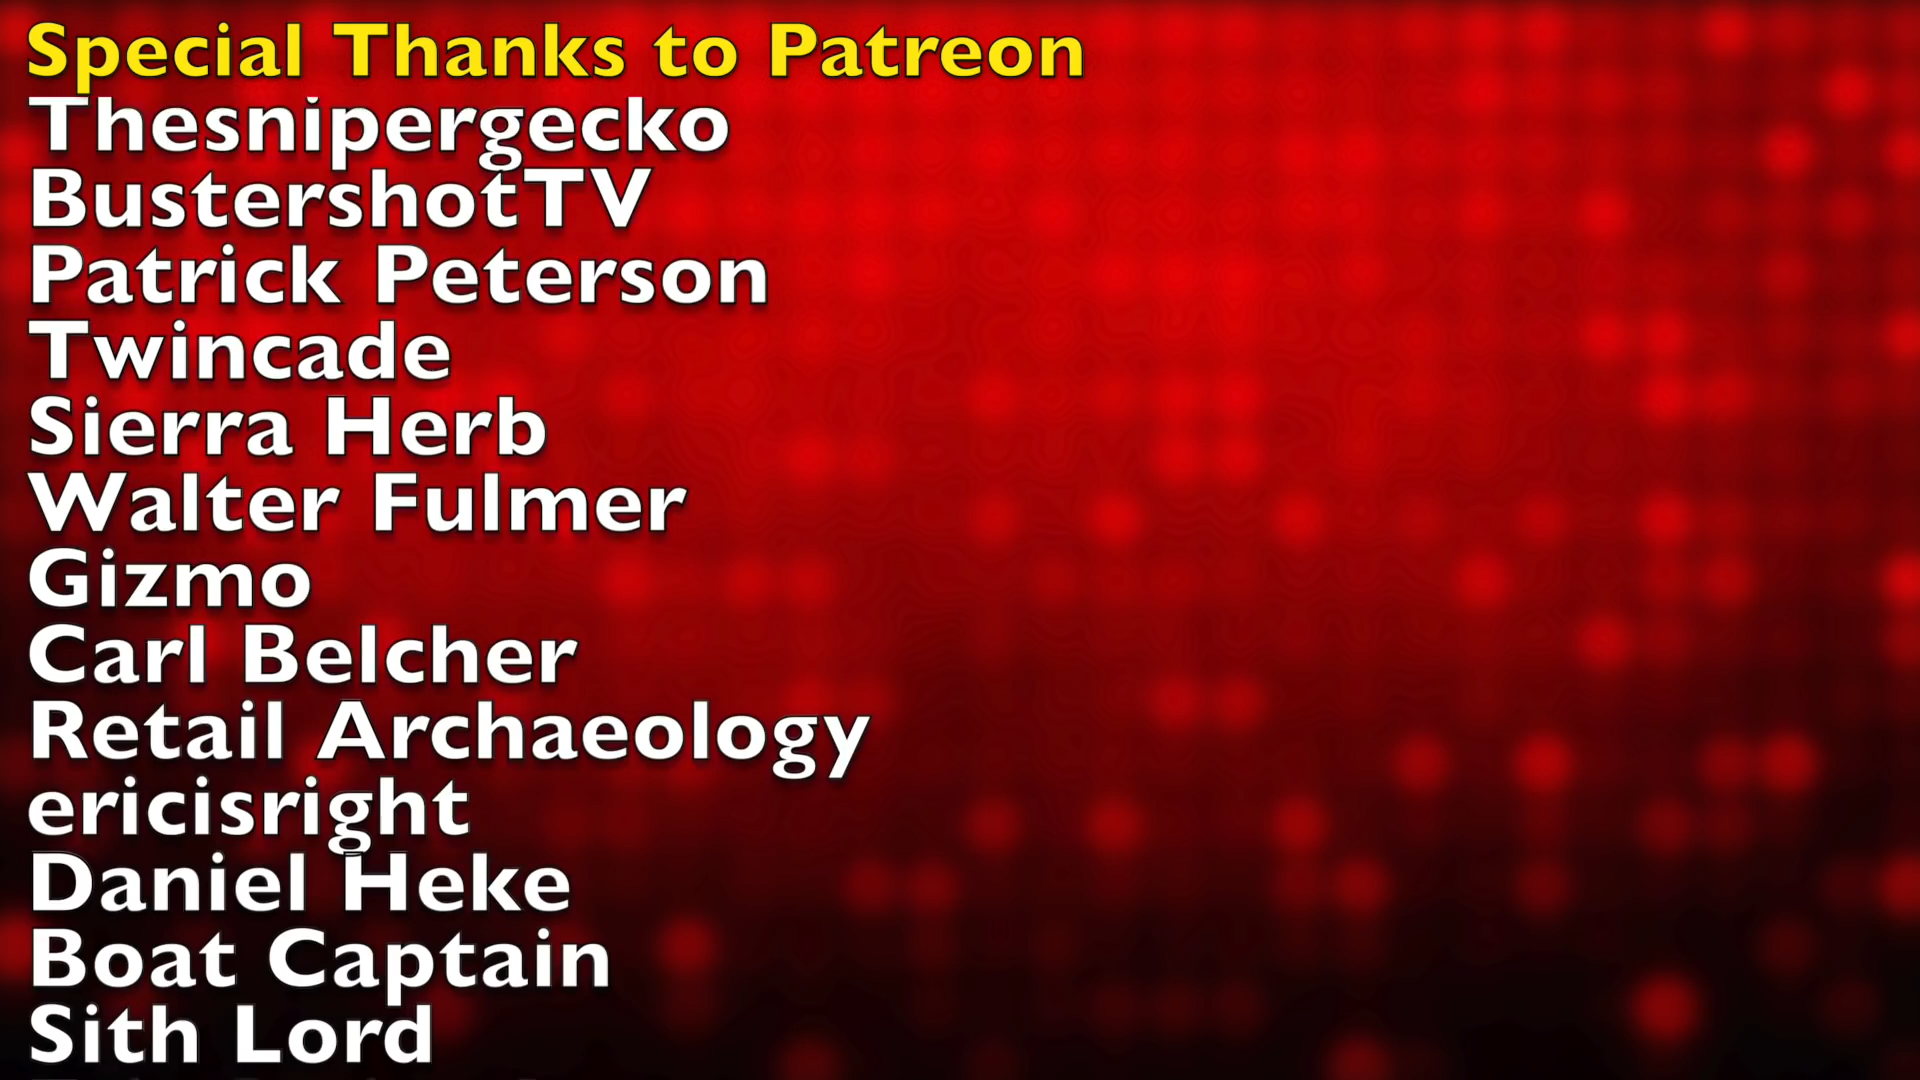 Special Thanks to Patreon
Thesnipergecko
BustershotTV
Patrick Peterson
Twincade
Sierra Herb
Walter Fulmer
Gizmo
Carl Belcher
Retail Archaeology
ericisright
Daniel Heke
Boat Captain
Sith Lord